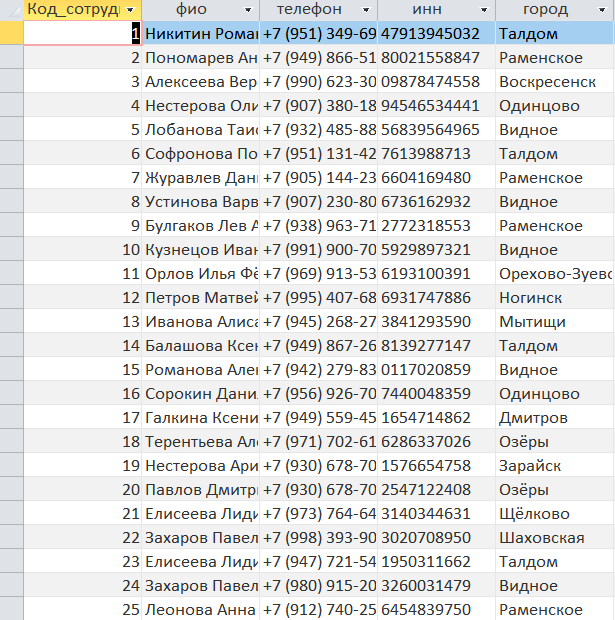 Код_сотруд фио телефон инн город
1 Никитин Рома +7 (951) 349-69 47913945032 Талдом
2 Пономарев Ан +7 (949) 866-51 80021558847 Раменское
3 Алексеева Вер +7 (990) 623-30 09878474558 Воскресенск
4 Нестерова Оли +7 (907) 380-18 94546534441 Одинцово
5 Лобанова Таис +7 (932) 485-88 56839564965 Видное
6 Софронова По +7 (951) 131-42 7613988713 Талдом
7 Журавлев Дани +7 (905) 144-23 6604169480 Раменское
8 Устинова Варв +7 (907) 230-80 6736162932 Видное
9 Булгаков Лев А +7 (938) 963-71 2772318553 Раменское
10 Кузнецов Иван +7 (991) 900-70 5929897321 Видное
11 Орлов Илья Фё +7 (969) 913-53 6193100391 Орехово-Зуево
12 Петров Матвей +7 (995) 407-68 6931747886 Ногинск
13 Иванова Алиса +7 (945) 268-27 3841293590 Мытищи
14 Балашова Ксен +7 (949) 867-26 8139277147 Талдом
15 Романова Але +7 (942) 279-83 0117020859 Видное
16 Сорокин Дани +7 (956) 926-70 7440048359 Одинцово
17 Галкина Ксени +7 (949) 559-45 1654714862 Дмитров
18 Терентьева Ал +7 (971) 702-61 6286337026 Озёры
19 Нестерова Ари +7 (930) 678-70 1576654758 Зарайск
20 Павлов Дмитр +7 (930) 678-70 2547122408 Озёры
21 Елисеева Лиди +7 (973) 764-64 3140344631 Щёлково
22 Захаров Павел +7 (998) 393-90 3020708950 Шаховская
23 Елисеева Лиди +7 (947) 721-54 1950311662 Талдом
24 Захаров Павел +7 (980) 915-20 3260031479 Видное
25 Леонова Анна +7 (912) 740-25 6454839750 Раменское